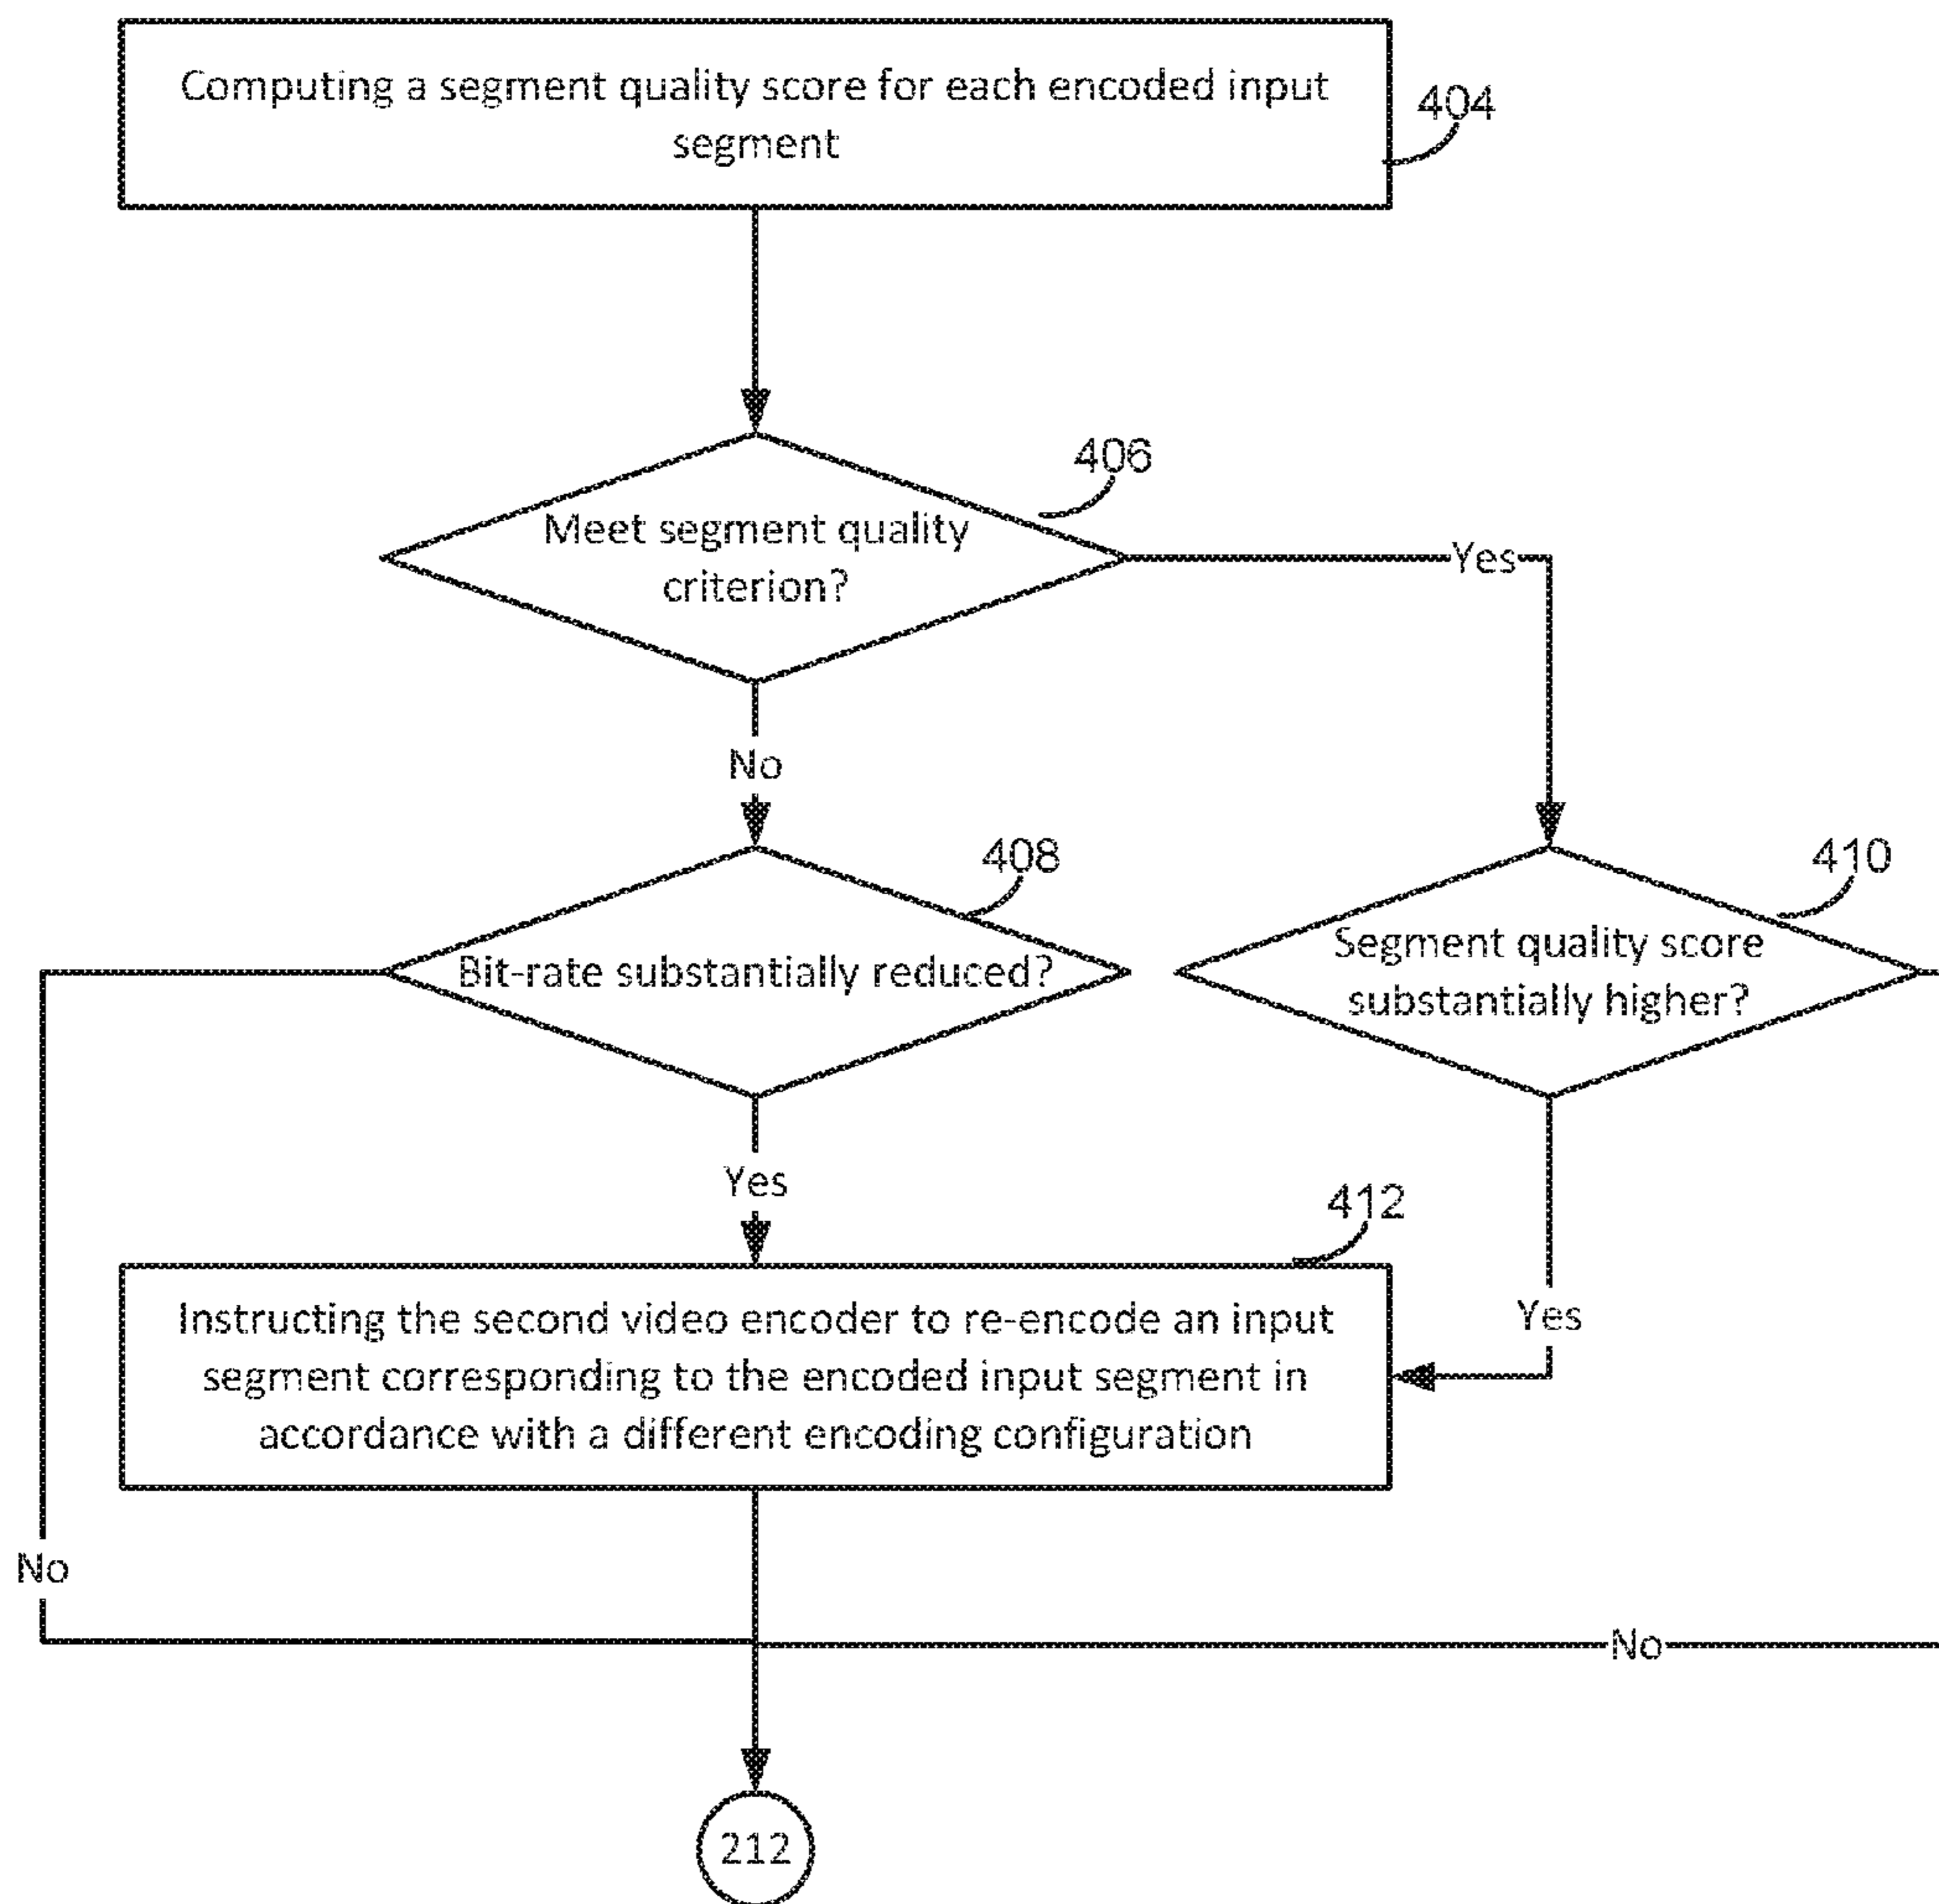 Computing a segment quality score for each encoded input
segment
404
406
Meet segment quality
criterion?
Yes
No
408
410
Bit-rate substantially reduced?
Segment quality score
substantially higher?
Yes
412
Instructing the second video encoder to re-encode an input
segment corresponding to the encoded input segment in
accordance with a different encoding configuration
Yes
No
No
212